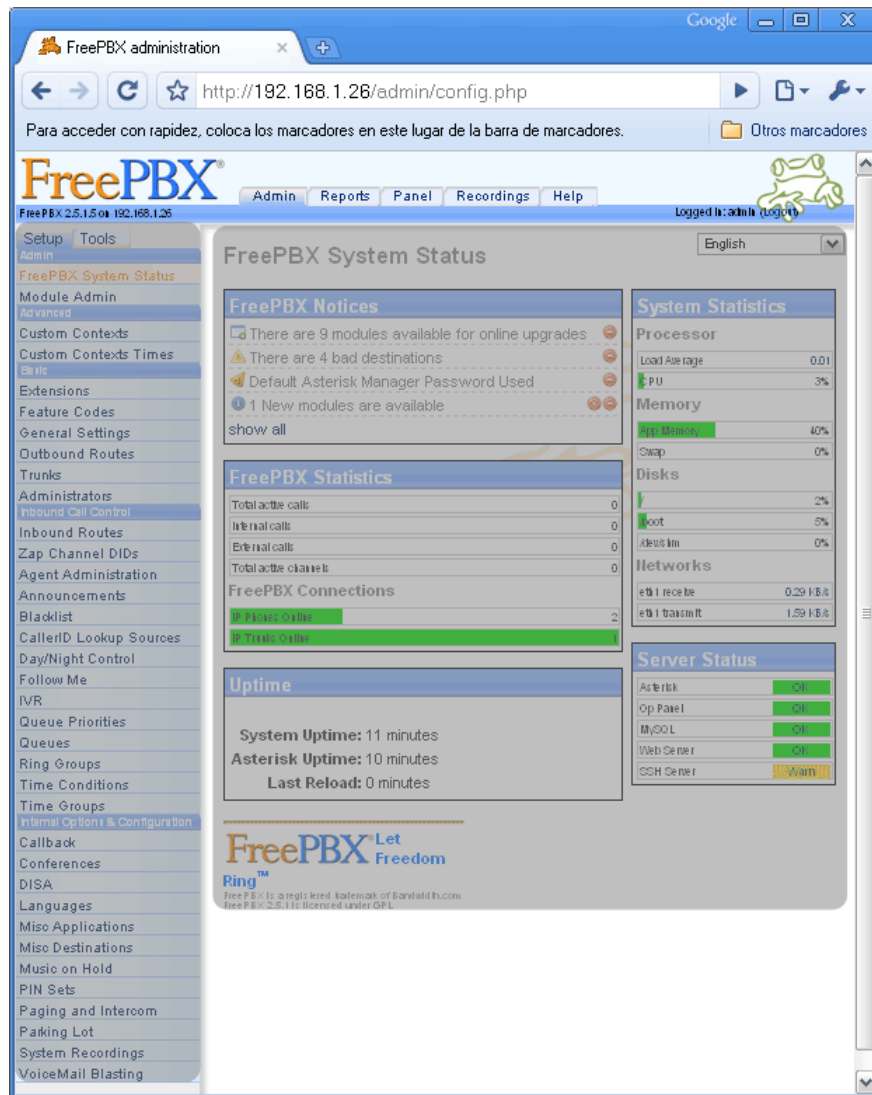 Google
FreePBX administration
http://192.168.1.26/admin/config.php
Para acceder con rapidez, coloca los marcadores en este lugar de la barra de marcadores.
Otros marcadores
FreePBX®
Admin Reports Panel Recordings Help
FreePBX 2.5.1.5 on 192.168.1.26
Logged in: admin (Logout)
Setup Tools
Admin
FreePBX System Status
Module Admin
Advanced
Custom Contexts
Custom Contexts Times
Basic
Extensions
Feature Codes
General Settings
Outbound Routes
Trunks
Administrators
Inbound Call Control
Inbound Routes
Zap Channel DIDs
Agent Administration
Announcements
Blacklist
CallerID Lookup Sources
Day/Night Control
Follow Me
IVR
Queue Priorities
Queues
Ring Groups
Time Conditions
Time Groups
Internal Options & Configuration
Callback
Conferences
DISA
Languages
Misc Applications
Misc Destinations
Music on Hold
PIN Sets
Paging and Intercom
Parking Lot
System Recordings
VoiceMail Blasting
English
FreePBX System Status
FreePBX Notices
There are 9 modules available for online upgrades
There are 4 bad destinations
Default Asterisk Manager Password Used
1 New modules are available
show all
FreePBX Statistics
Total active calls 0
Internal calls 0
External calls 0
Total active channels 0
FreePBX Connections
IP Phones Online 2
IP Trunks Online 1
Uptime
System Uptime: 11 minutes
Asterisk Uptime: 10 minutes
Last Reload: 0 minutes
System Statistics
Processor
Load Average 0.01
CPU 3%
Memory
App Memory 40%
Swap 0%
Disks
/ 2%
/boot 5%
/dev/shm 0%
Networks
eth1 receive 0.29 KB/s
eth1 transmit 1.59 KB/s
Server Status
Asterisk OK
Op Panel OK
MySQL OK
Web Server OK
SSH Server Warn
FreePBX® Let
Freedom
Ring™
FreePBX is a registered trademark of Bandwidth.com
FreePBX 2.5.1 is licensed under GPL